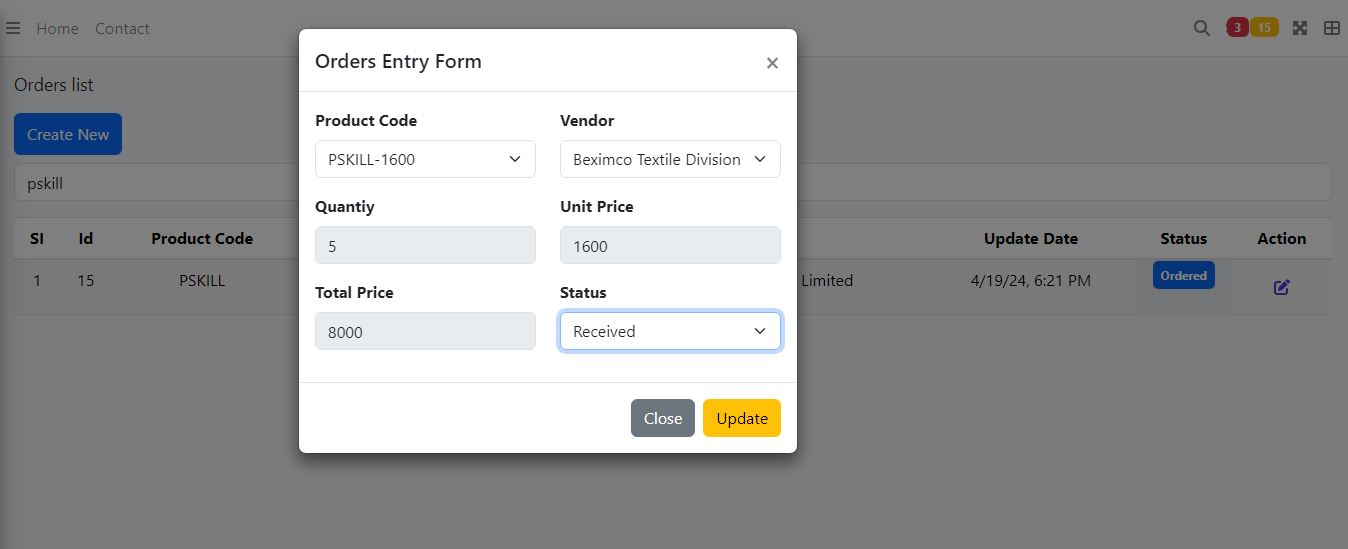 Home Contact 3 15
Orders Entry Form ×
Orders list
Create New
Product Code Vendor
PSKILL-1600 Beximco Textile Division
pskill
Quantiy Unit Price
5 1600
SI Id Product Code Update Date Status Action
1 15 PSKILL Limited 4/19/24, 6:21 PM Ordered
Total Price Status
8000 Received
Close Update